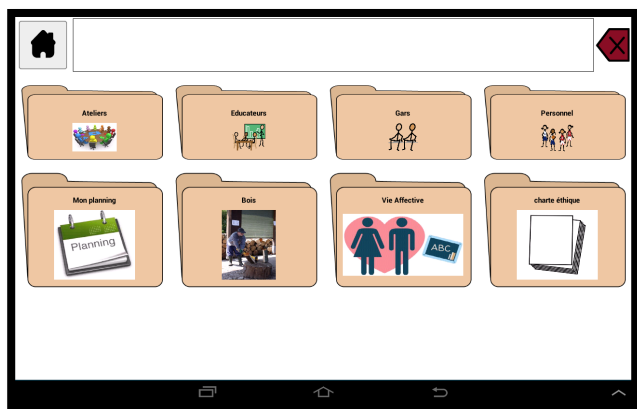 Ateliers
Educateurs
Gars
Personnel
Mon planning
Planning
Bois
Vie Affective
ABC
charte éthique